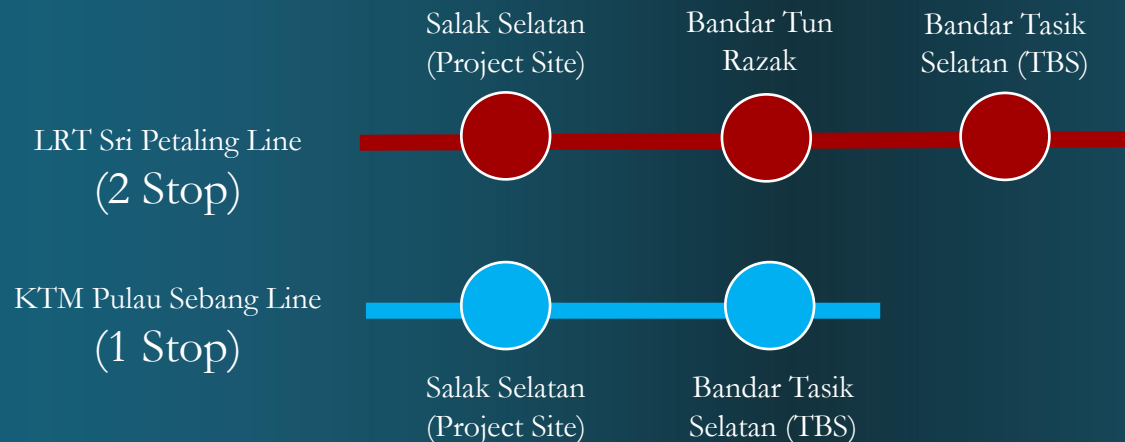 Salak Selatan
(Project Site)
Bandar Tun
Razak
Bandar Tasik
Selatan (TBS)
LRT Sri Petaling Line
(2 Stop)
KTM Pulau Sebang Line
(1 Stop)
Salak Selatan
(Project Site)
Bandar Tasik
Selatan (TBS)